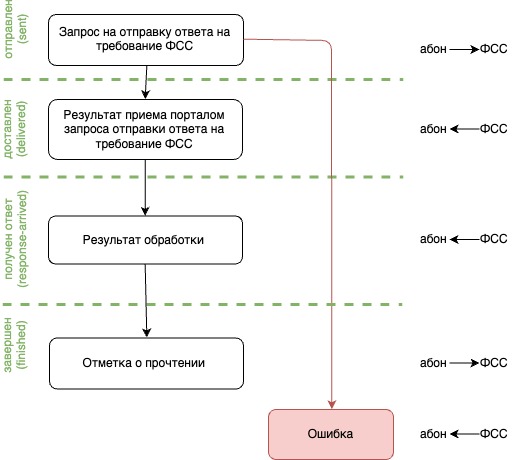 отправлен
(sent)
Запрос на отправку ответа на
требование ФСС
абон ФСС
доставлен
(delivered)
Результат приема порталом
запроса отправки ответа на
требование ФСС
абон ФСС
получен ответ
(response-arrived)
Результат обработки
абон ФСС
завершен
(finished)
Отметка о прочтении
абон ФСС
Ошибка
абон ФСС